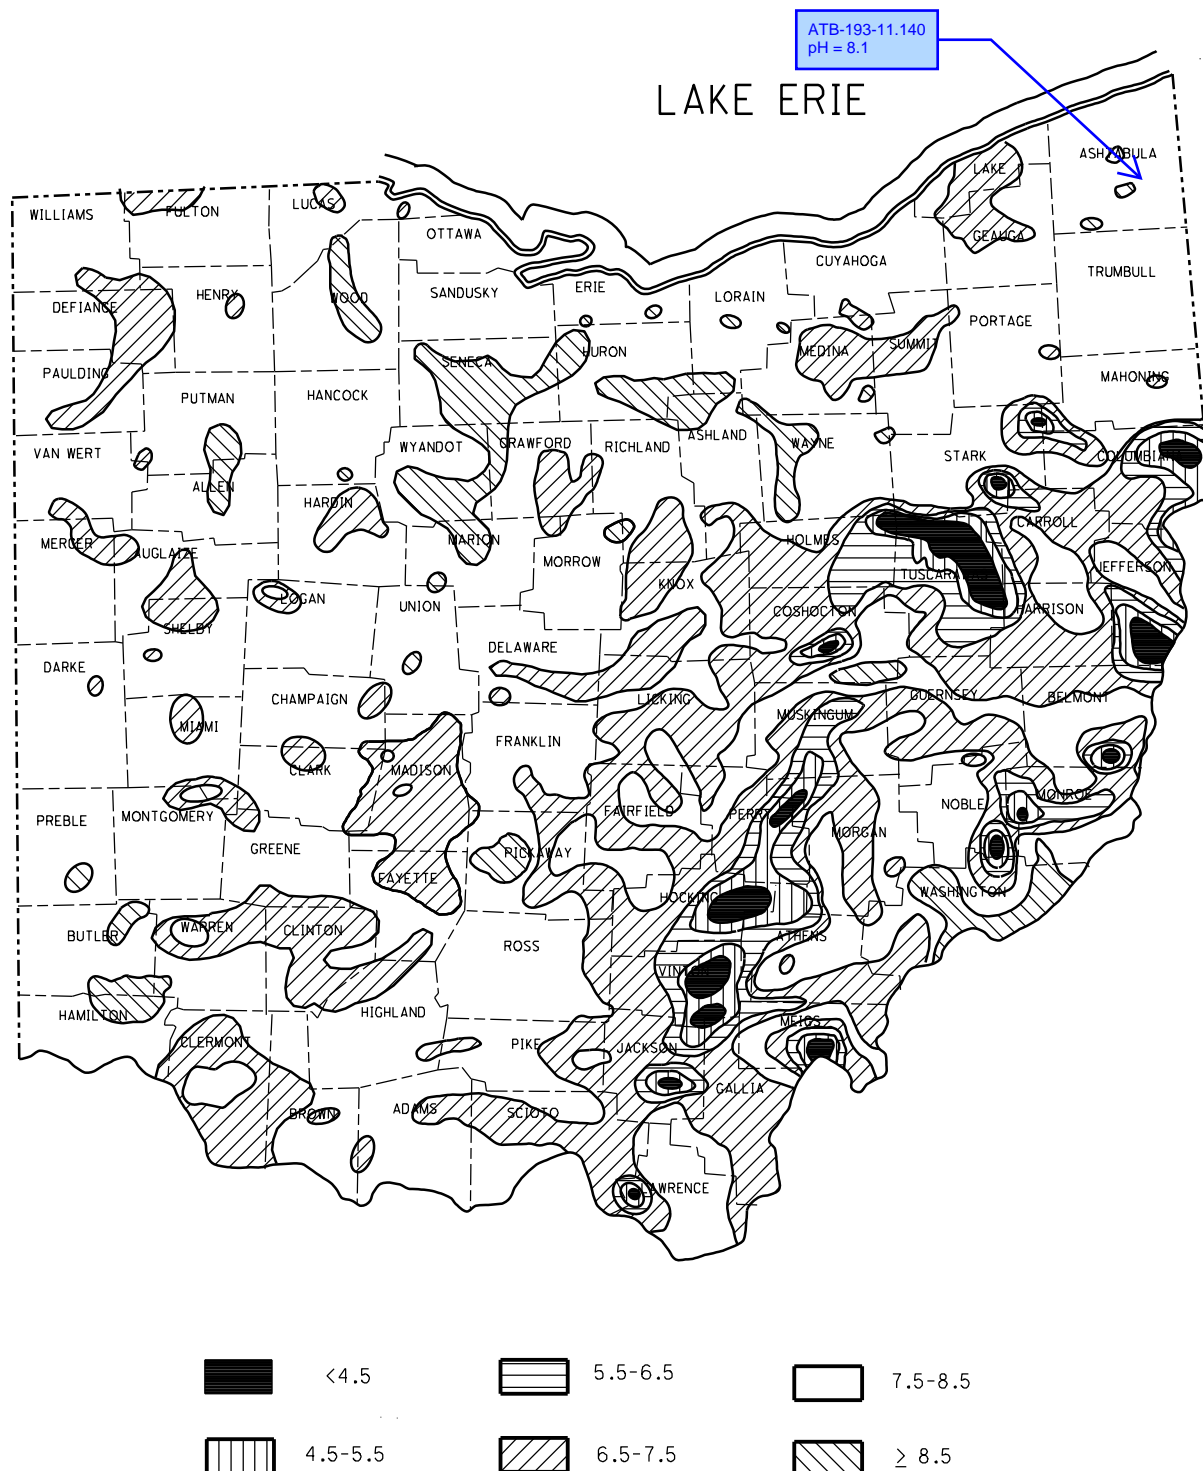 ATB-193-11.140
pH = 8.1
LAKE ERIE
ASHTABULA
LAKE
WILLIAMS
FULTON
LUCAS
OTTAWA
GEAUGA
CUYAHOGA
TRUMBULL
DEFIANCE
HENRY
WOOD
SANDUSKY
ERIE
LORAIN
PORTAGE
SUMMIT
MEDINA
HURON
SENECA
PAULDING
MAHONING
PUTMAN
HANCOCK
VAN WERT
WYANDOT
CRAWFORD
RICHLAND
ASHLAND
WAYNE
STARK
COLUMBIANA
ALLEN
HARDIN
MERCER
AUGLAIZE
MARION
MORROW
HOLMES
CARROLL
KNOX
TUSCARAWAS
JEFFERSON
LOGAN
UNION
COSHOCTON
HARRISON
SHELBY
DARKE
DELAWARE
CHAMPAIGN
LICKING
GUERNSEY
BELMONT
MIAMI
MUSKINGUM
FRANKLIN
CLARK
MADISON
PREBLE
MONTGOMERY
FAIRFIELD
PERRY
NOBLE
MONROE
MORGAN
GREENE
PICKAWAY
FAYETTE
HOCKING
WASHINGTON
BUTLER
WARREN
CLINTON
ROSS
ATHENS
VINTON
HAMILTON
HIGHLAND
MEIGS
CLERMONT
PIKE
JACKSON
GALLIA
BROWN
ADAMS
SCIOTO
LAWRENCE
<4.5
5.5-6.5
7.5-8.5
4.5-5.5
6.5-7.5
≥ 8.5